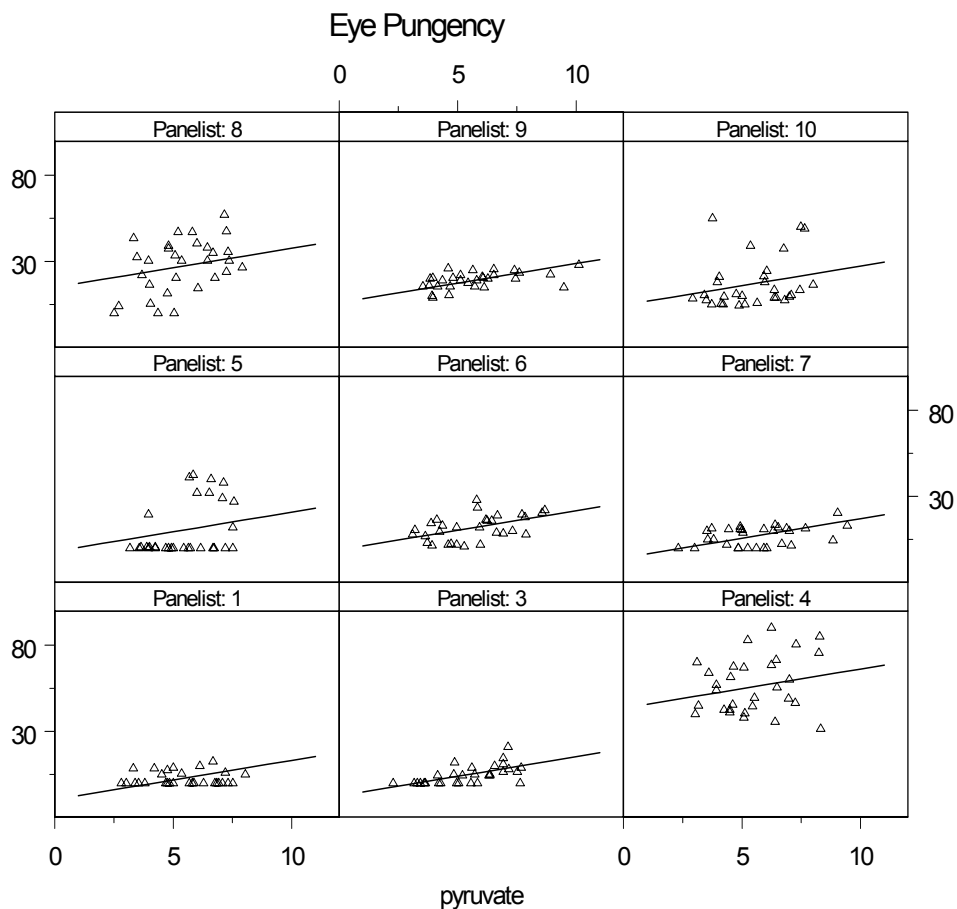 Eye Pungency
0 5 10
Panelist: 8 Panelist: 9 Panelist: 10
80
30
Panelist: 5 Panelist: 6 Panelist: 7
80
30
Panelist: 1 Panelist: 3 Panelist: 4
80
30
0 5 10 0 5 10
pyruvate